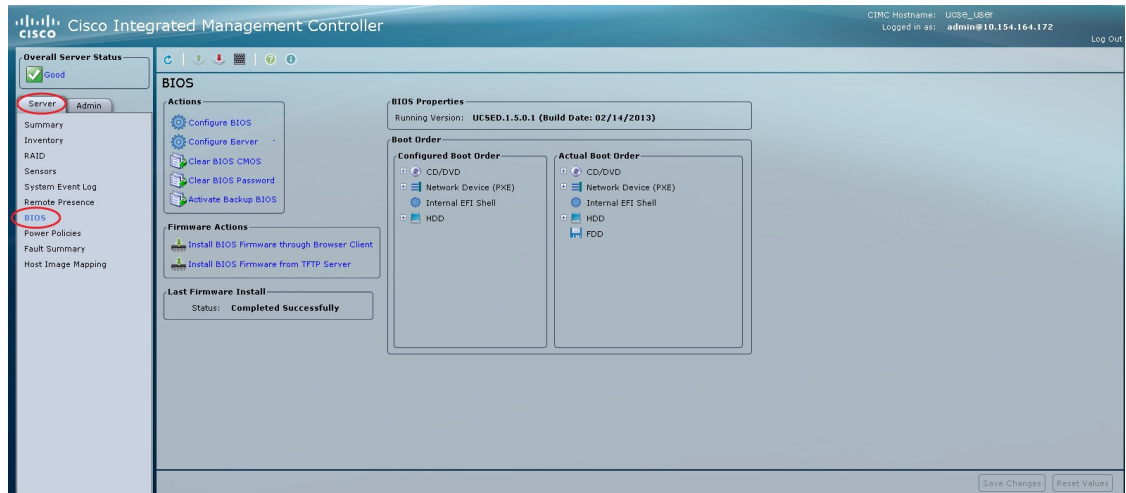 CISCO
Cisco Integrated Management Controller
CIMC Hostname: ucse_user
Logged in as: admin@10.154.164.172
Log Out
Overall Server Status
Good
Server
Admin
Summary
Inventory
RAID
Sensors
System Event Log
Remote Presence
BIOS
Power Policies
Fault Summary
Host Image Mapping
BIOS
Actions
Configure BIOS
Configure Server
Clear BIOS CMOS
Clear BIOS Password
Activate Backup BIOS
Firmware Actions
Install BIOS Firmware through Browser Client
Install BIOS Firmware from TFTP Server
Last Firmware Install
Status: Completed Successfully
BIOS Properties
Running Version: UCSED.1.5.0.1 (Build Date: 02/14/2013)
Boot Order
Configured Boot Order
CD/DVD
Network Device (PXE)
Internal EFI Shell
HDD
Actual Boot Order
CD/DVD
Network Device (PXE)
Internal EFI Shell
HDD
FDD
Save Changes
Reset Values